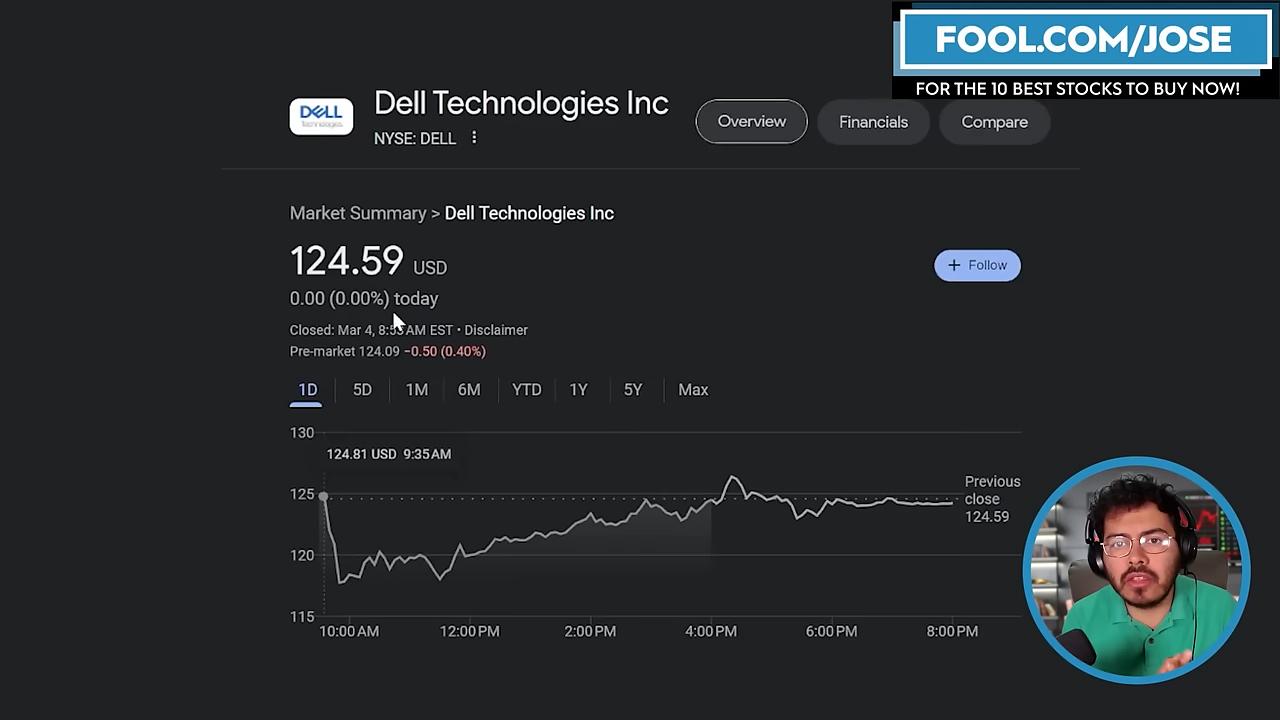 FOOL.COM/JOSE
FOR THE 10 BEST STOCKS TO BUY NOW!
DELL
Technologies
Dell Technologies Inc
NYSE: DELL
Overview
Financials
Compare
Market Summary > Dell Technologies Inc
124.59 USD
+ Follow
0.00 (0.00%) today
Closed: Mar 4, 8:53 AM EST • Disclaimer
Pre-market 124.09 −0.50 (0.40%)
1D 5D 1M 6M YTD 1Y 5Y Max
130
124.81 USD 9:35 AM
125
Previous
close
124.59
120
115
10:00 AM 12:00 PM 2:00 PM 4:00 PM 6:00 PM 8:00 PM